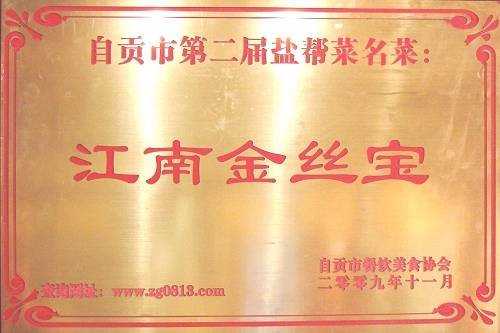 自贡市第二届盐帮菜名菜:
江南金丝宝
自贡市餐饮美食协会
二零零九年十一月
查询网址: www.zg0813.com